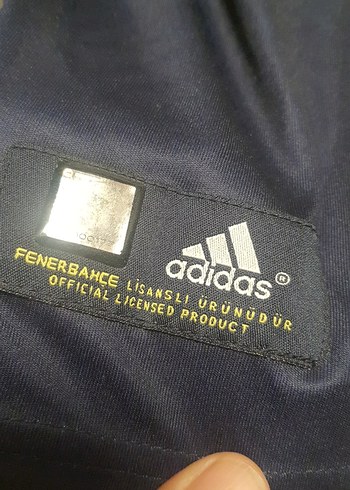 adidas®
FENERBAHÇE LİSANSLI ÜRÜNÜDÜR
OFFICIAL LICENSED PRODUCT